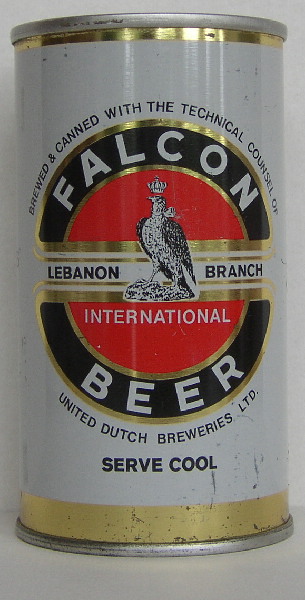 BREWED & CANNED WITH THE TECHNICAL COUNSEL OF
FALCON
LEBANON BRANCH
INTERNATIONAL
BEER
UNITED DUTCH BREWERIES LTD.
SERVE COOL